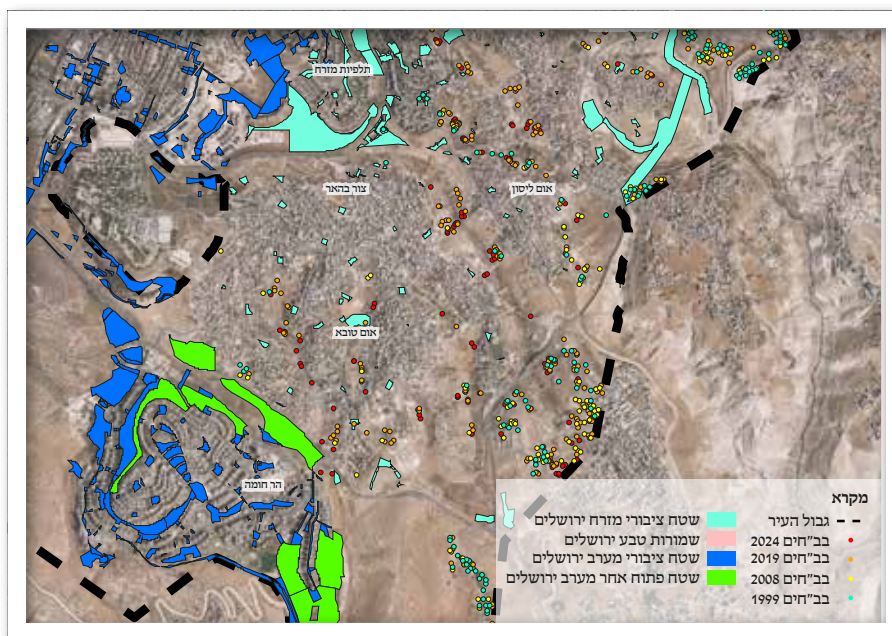 תלפיות מזרח
צור בהאר
אום ליסון
אום טובא
הר חומה
מקרא
גבול העיר
בב"חים 2024
בב"חים 2019
בב"חים 2008
בב"חים 1999
שטח ציבורי מזרח ירושלים
שמורות טבע ירושלים
שטח ציבורי מערב ירושלים
שטח פתוח אחר מערב ירושלים